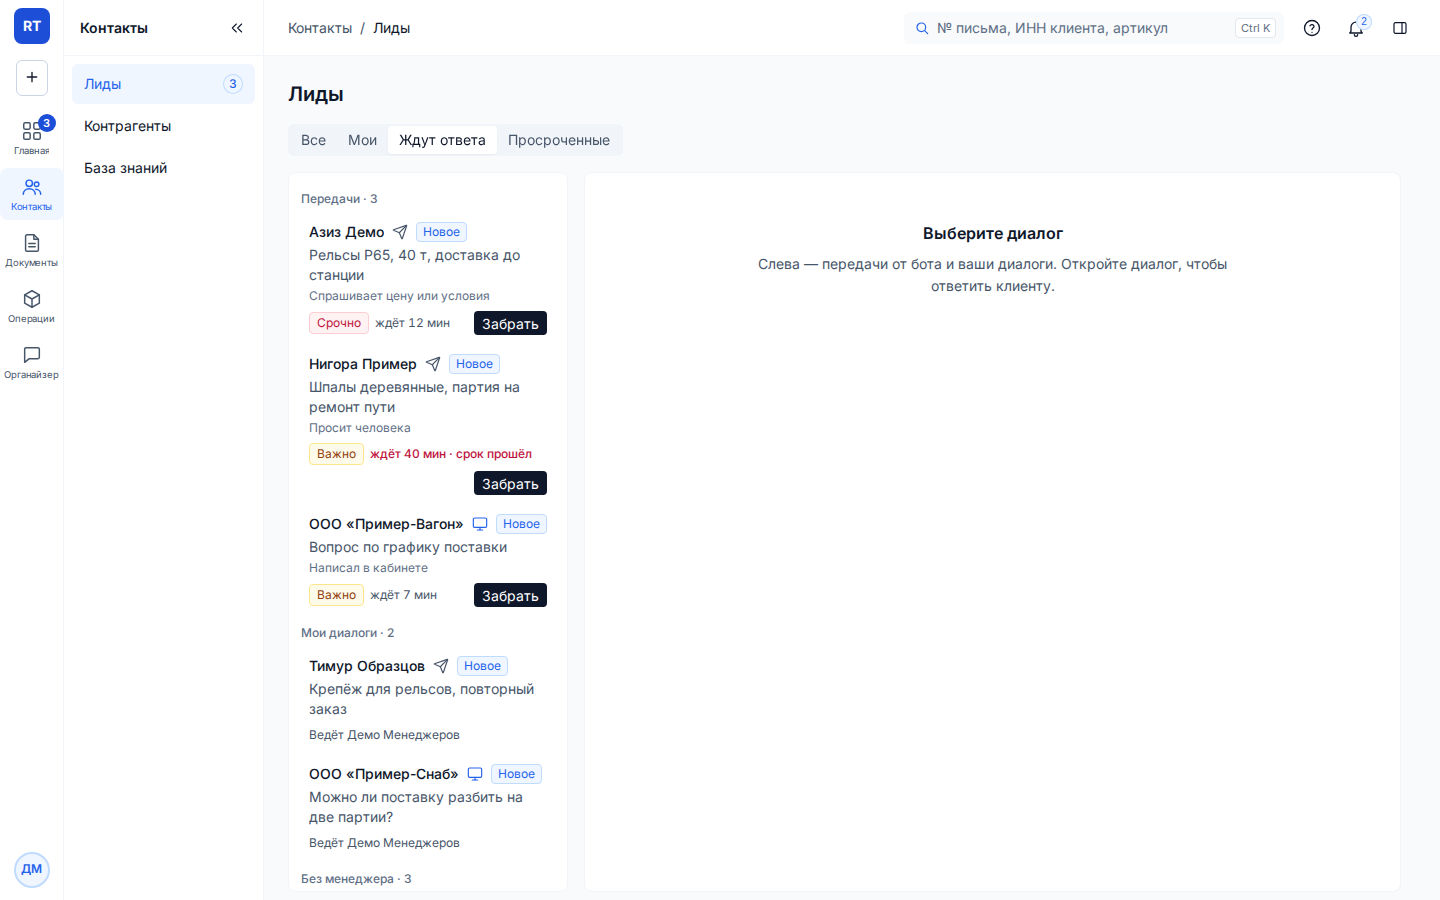 RT
Контакты
Контакты / Лиды
№ письма, ИНН клиента, артикул
Ctrl K
2
3
Главная
Контакты
Документы
Операции
Органайзер
ДМ
Лиды
3
Контрагенты
База знаний
Лиды
Все
Мои
Ждут ответа
Просроченные
Передачи · 3
Азиз Демо
Новое
Рельсы Р65, 40 т, доставка до
станции
Спрашивает цену или условия
Срочно
ждёт 12 мин
Забрать
Нигора Пример
Новое
Шпалы деревянные, партия на
ремонт пути
Просит человека
Важно
ждёт 40 мин · срок прошёл
Забрать
ООО «Пример-Вагон»
Новое
Вопрос по графику поставки
Написал в кабинете
Важно
ждёт 7 мин
Забрать
Мои диалоги · 2
Тимур Образцов
Новое
Крепёж для рельсов, повторный
заказ
Ведёт Демо Менеджеров
ООО «Пример-Снаб»
Новое
Можно ли поставку разбить на
две партии?
Ведёт Демо Менеджеров
Без менеджера · 3
Выберите диалог
Слева — передачи от бота и ваши диалоги. Откройте диалог, чтобы
ответить клиенту.